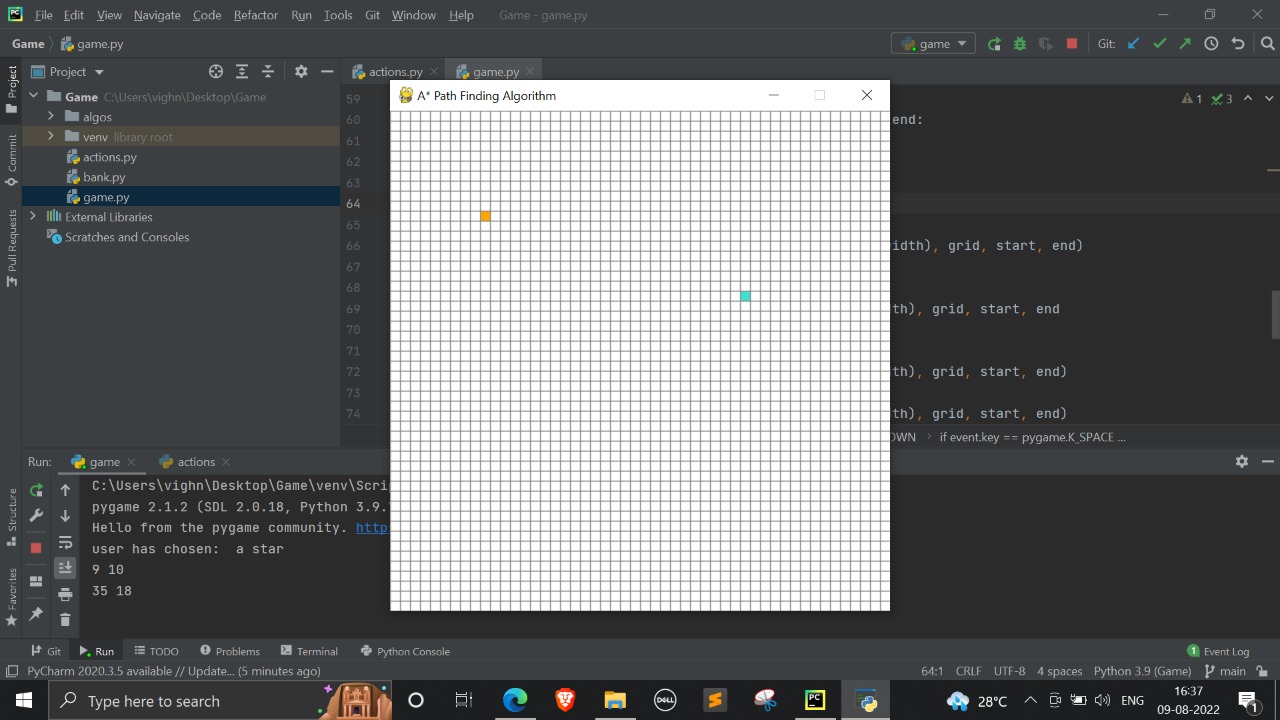 File Edit View Navigate Code Refactor Run Tools Git Window Help Game - game.py
Game game.py game Git:
Project actions.py game.py
Game C:\Users\vighn\Desktop\Game
algos
venv library root
actions.py
bank.py
game.py
External Libraries
Scratches and Consoles
Project
Commit
Pull Requests
Structure
Favorites
A* Path Finding Algorithm
59
60
61
62
63
64
65
66
67
68
69
70
71
72
73
74
1 3
end:
idth), grid, start, end)
th), grid, start, end
th), grid, start, end)
th), grid, start, end)
if event.key == pygame.K_SPACE ...
Run: game actions
C:\Users\vighn\Desktop\Game\venv\Scri
pygame 2.1.2 (SDL 2.0.18, Python 3.9.
Hello from the pygame community. http
user has chosen: a star
9 10
35 18
Git Run TODO Problems Terminal Python Console 1 Event Log
PyCharm 2020.3.5 available // Update... (5 minutes ago) 64:1 CRLF UTF-8 4 spaces Python 3.9 (Game) main
Type here to search DELL 28°C ENG 16:37
09-08-2022 1